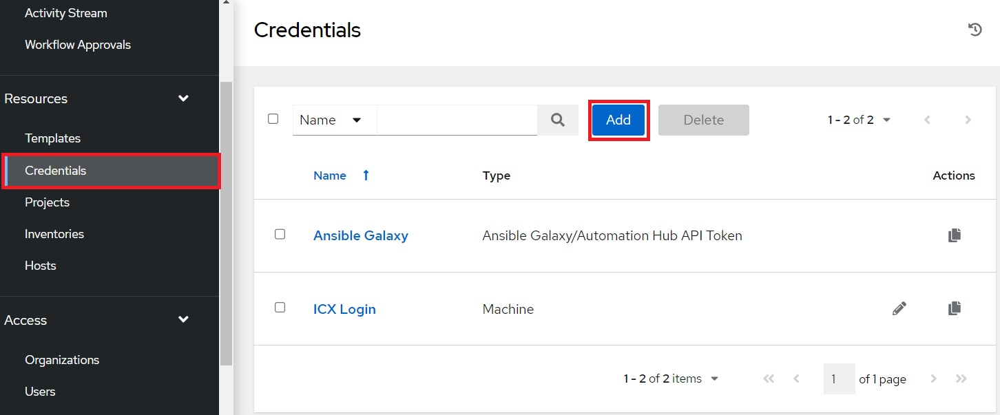 Activity Stream
Workflow Approvals
Resources
Templates
Credentials
Projects
Inventories
Hosts
Access
Organizations
Users
Credentials
Name Add Delete 1 - 2 of 2
Name Type Actions
Ansible Galaxy Ansible Galaxy/Automation Hub API Token
ICX Login Machine
1 - 2 of 2 items 1 of 1 page